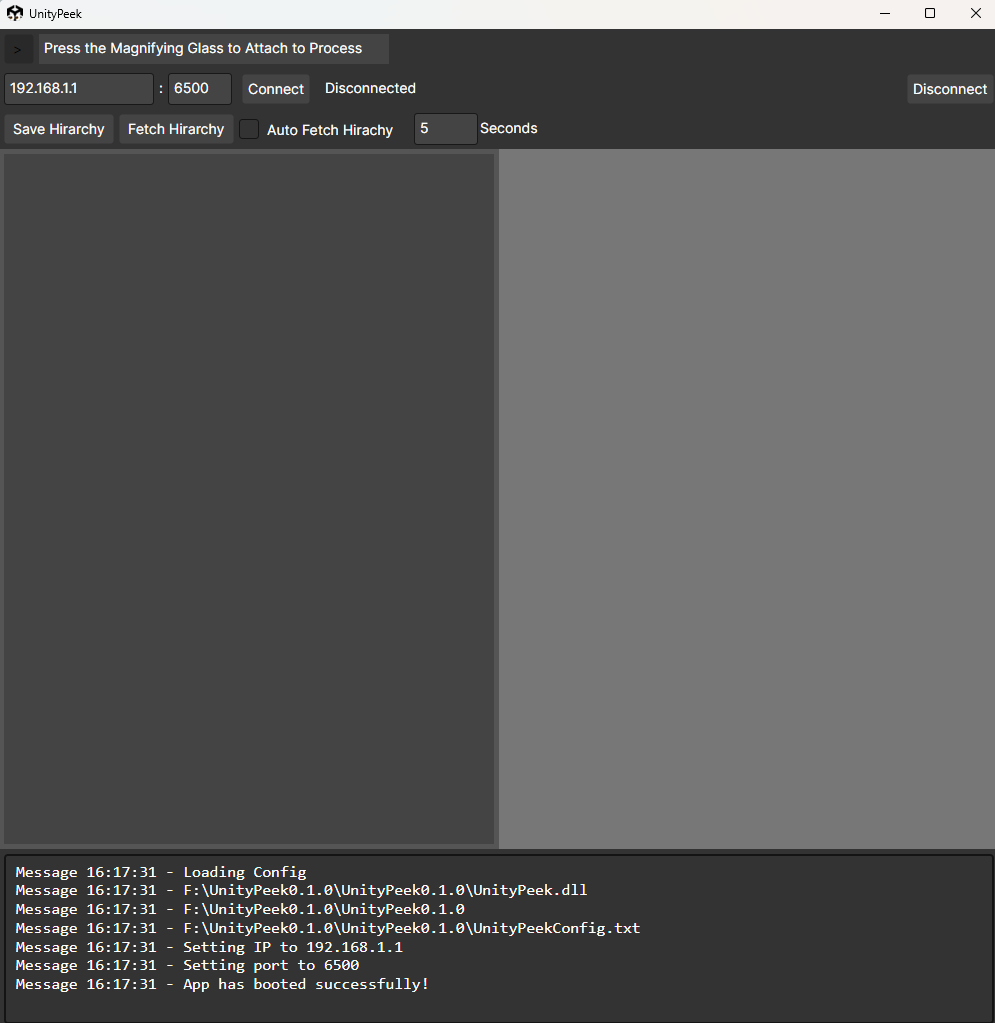 UnityPeek
> Press the Magnifying Glass to Attach to Process
192.168.1.1 : 6500 Connect Disconnected Disconnect
Save Hirarchy Fetch Hirarchy Auto Fetch Hirachy 5 Seconds
Message 16:17:31 - Loading Config
Message 16:17:31 - F:\UnityPeek0.1.0\UnityPeek0.1.0\UnityPeek.dll
Message 16:17:31 - F:\UnityPeek0.1.0\UnityPeek0.1.0
Message 16:17:31 - F:\UnityPeek0.1.0\UnityPeek0.1.0\UnityPeekConfig.txt
Message 16:17:31 - Setting IP to 192.168.1.1
Message 16:17:31 - Setting port to 6500
Message 16:17:31 - App has booted successfully!